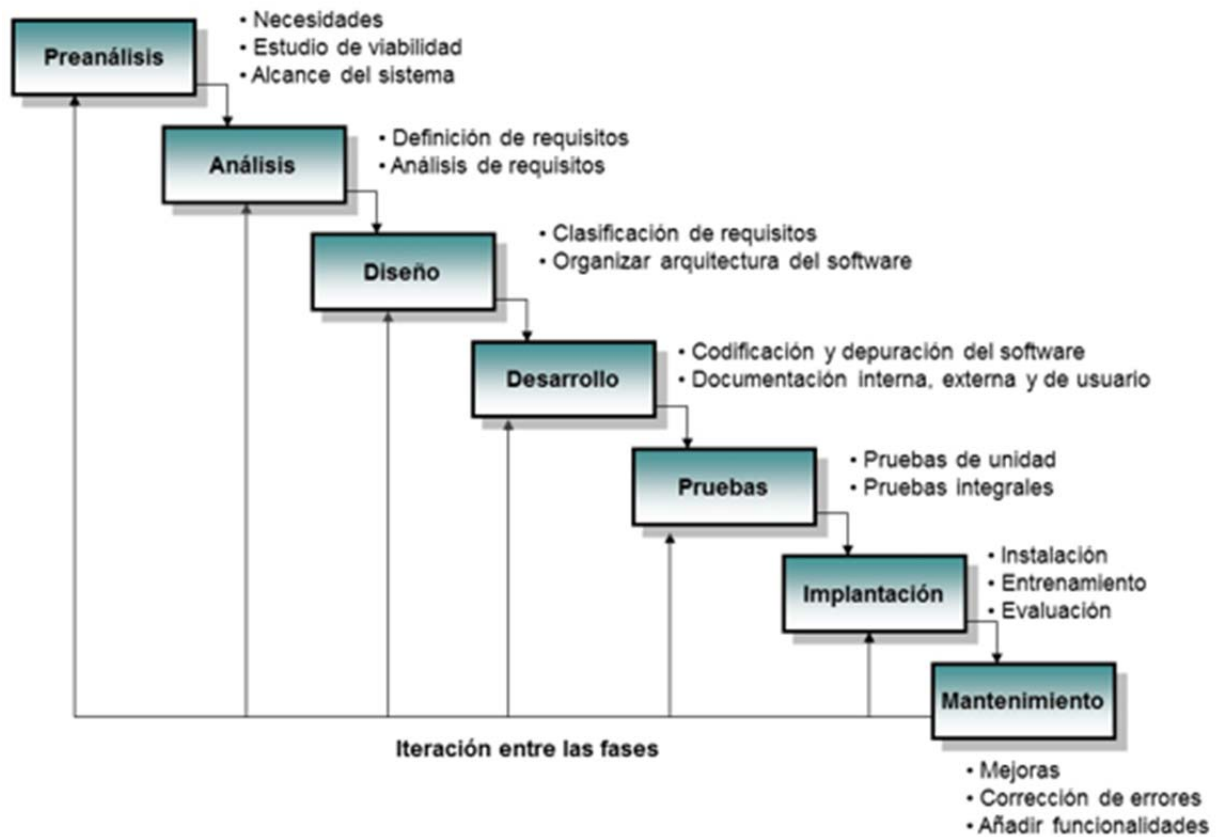 Preanálisis
• Necesidades
• Estudio de viabilidad
• Alcance del sistema
Análisis
• Definición de requisitos
• Análisis de requisitos
Diseño
• Clasificación de requisitos
• Organizar arquitectura del software
Desarrollo
• Codificación y depuración del software
• Documentación interna, externa y de usuario
Pruebas
• Pruebas de unidad
• Pruebas integrales
Implantación
• Instalación
• Entrenamiento
• Evaluación
Mantenimiento
Iteración entre las fases
• Mejoras
• Corrección de errores
• Añadir funcionalidades